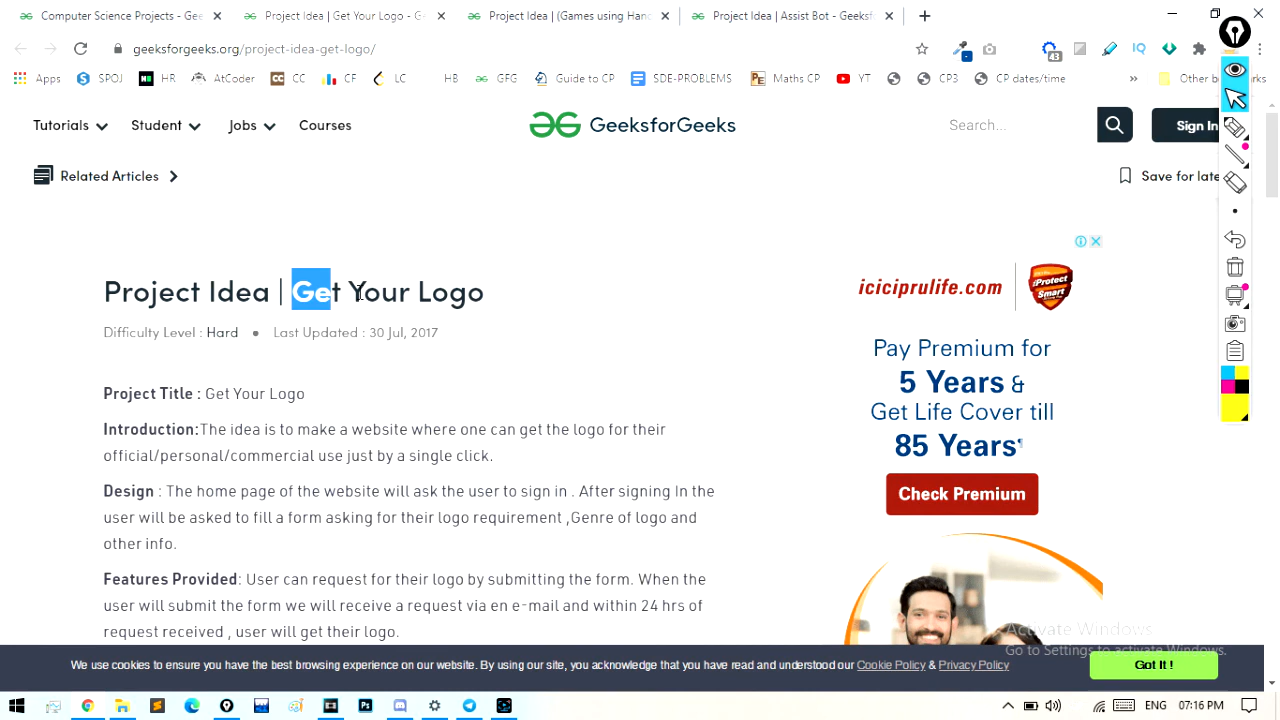 Computer Science Projects - Gee
Project Idea | Get Your Logo - G
Project Idea | (Games using Hand
Project Idea | Assist Bot - Geeksf
geeksforgeeks.org/project-idea-get-logo/
IQ
43
Apps SPOJ HR AtCoder CC CF LC HB GFG Guide to CP SDE-PROBLEMS Maths CP YT CP3 CP dates/time » Other bookmarks
Tutorials Student Jobs Courses GeeksforGeeks Search... Sign In
Related Articles Save for late
Project Idea | Get Your Logo
Difficulty Level : Hard Last Updated : 30 Jul, 2017
Project Title : Get Your Logo
Introduction:The idea is to make a website where one can get the logo for their
official/personal/commercial use just by a single click.
Design : The home page of the website will ask the user to sign in . After signing In the
user will be asked to fill a form asking for their logo requirement ,Genre of logo and
other info.
Features Provided: User can request for their logo by submitting the form. When the
user will submit the form we will receive a request via en e-mail and within 24 hrs of
request received , user will get their logo.
iciciprulife.com
iProtect
Smart
Pay Premium for
5 Years &
Get Life Cover till
85 Years
Check Premium
Activate Windows
Go to Settings to activate Windows.
We use cookies to ensure you have the best browsing experience on our website. By using our site, you acknowledge that you have read and understood our Cookie Policy & Privacy Policy
Got It !
ENG 07:16 PM